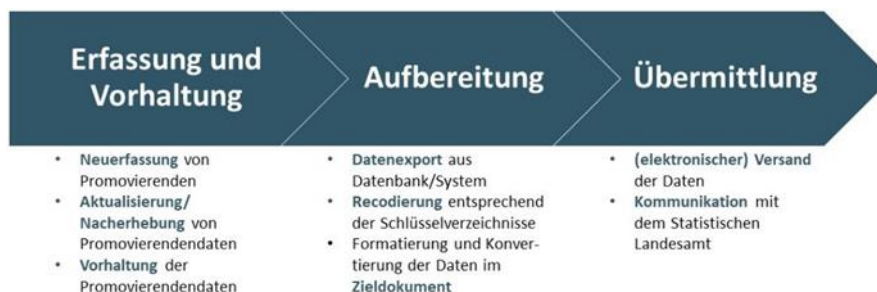 Erfassung und
Vorhaltung
• Neuerfassung von
Promovierenden
• Aktualisierung/
Nacherhebung von
Promovierendendaten
• Vorhaltung der
Promovierendendaten
Aufbereitung
• Datenexport aus
Datenbank/System
• Recodierung entsprechend
der Schlüsselverzeichnisse
• Formatierung und Konver-
tierung der Daten im
Zieldokument
Übermittlung
• (elektronischer) Versand
der Daten
• Kommunikation mit
dem Statistischen
Landesamt